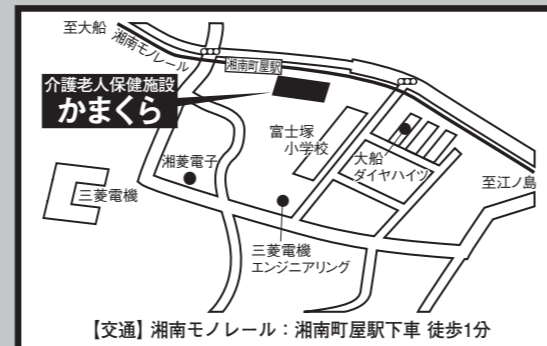 至大船
湘南モノレール
湘南町屋駅
介護老人保健施設
かまくら
富士塚
小学校
大船
ダイヤハイツ
湘菱電子
至江ノ島
三菱電機
三菱電機
エンジニアリング
【交通】湘南モノレール：湘南町屋駅下車 徒歩1分